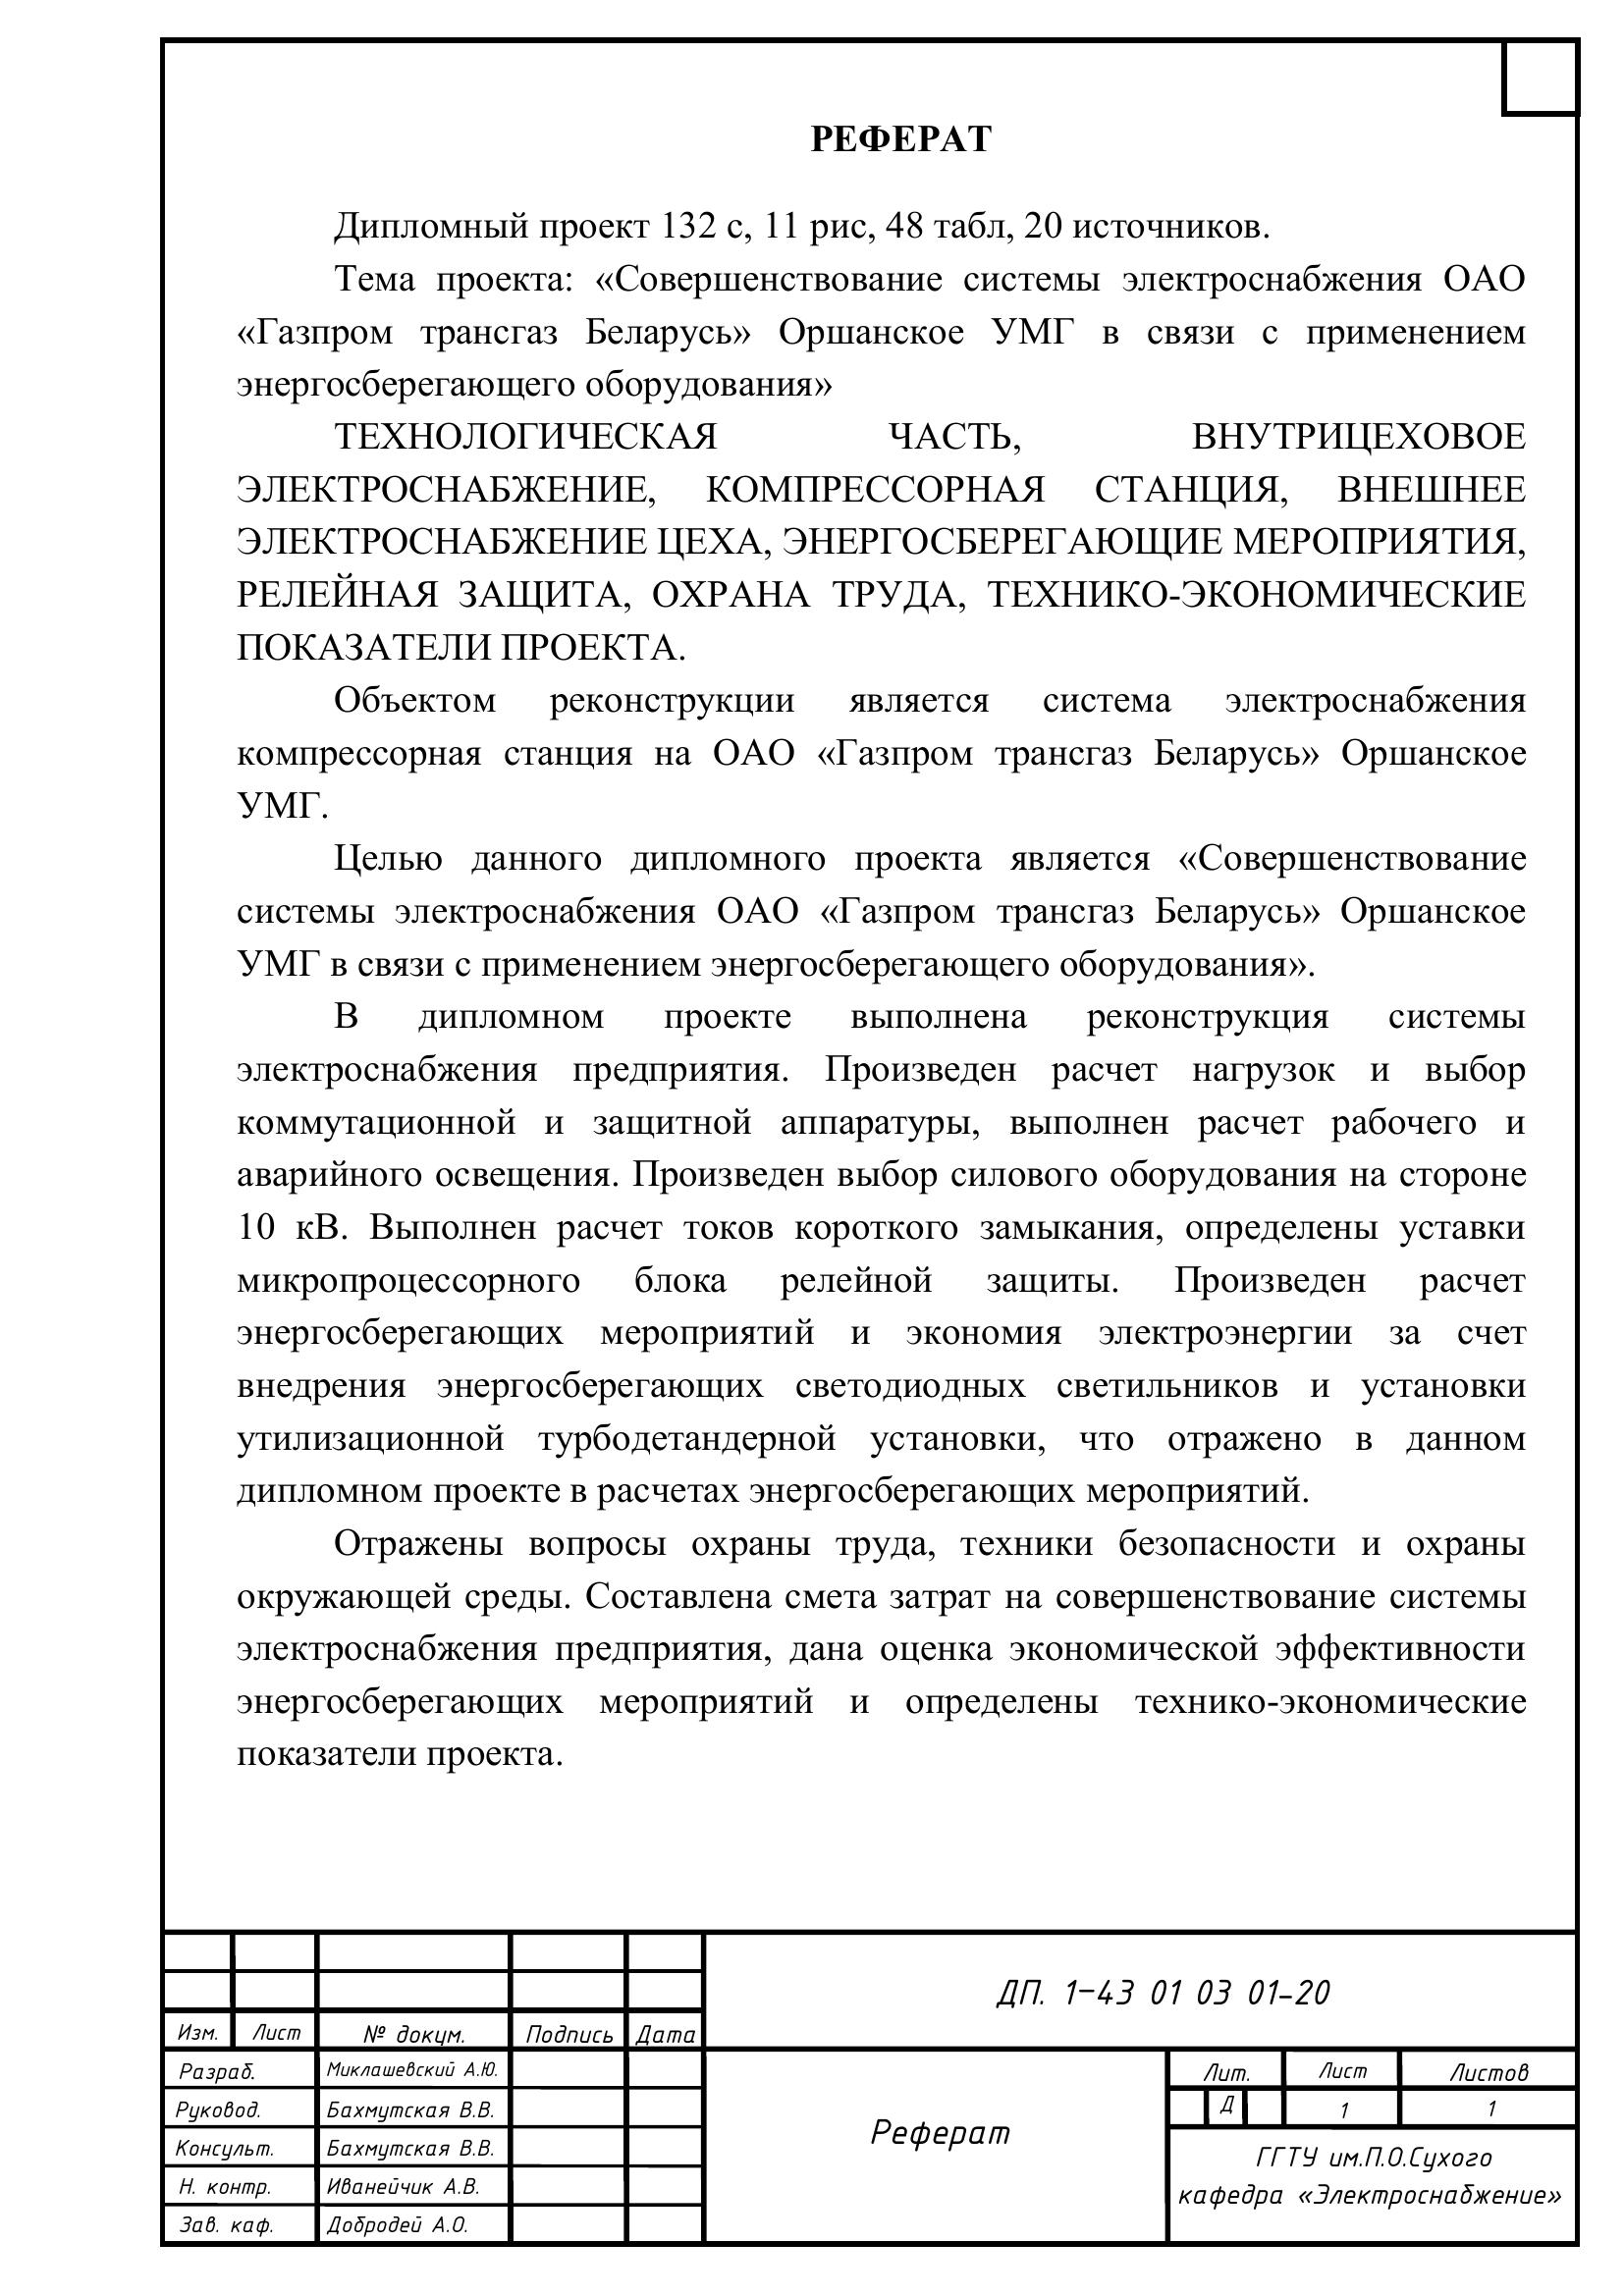 РЕФЕРАТ
Дипломный проект 132 с, 11 рис, 48 табл, 20 источников.
Тема проекта: «Совершенствование системы электроснабжения ОАО
«Газпром трансгаз Беларусь» Оршанское УМГ в связи с применением
энергосберегающего оборудования»
ТЕХНОЛОГИЧЕСКАЯ ЧАСТЬ, ВНУТРИЦЕХОВОЕ
ЭЛЕКТРОСНАБЖЕНИЕ, КОМПРЕССОРНАЯ СТАНЦИЯ, ВНЕШНЕЕ
ЭЛЕКТРОСНАБЖЕНИЕ ЦЕХА, ЭНЕРГОСБЕРЕГАЮЩИЕ МЕРОПРИЯТИЯ,
РЕЛЕЙНАЯ ЗАЩИТА, ОХРАНА ТРУДА, ТЕХНИКО-ЭКОНОМИЧЕСКИЕ
ПОКАЗАТЕЛИ ПРОЕКТА.
Объектом реконструкции является система электроснабжения
компрессорная станция на ОАО «Газпром трансгаз Беларусь» Оршанское
УМГ.
Целью данного дипломного проекта является «Совершенствование
системы электроснабжения ОАО «Газпром трансгаз Беларусь» Оршанское
УМГ в связи с применением энергосберегающего оборудования».
В дипломном проекте выполнена реконструкция системы
электроснабжения предприятия. Произведен расчет нагрузок и выбор
коммутационной и защитной аппаратуры, выполнен расчет рабочего и
аварийного освещения. Произведен выбор силового оборудования на стороне
10 кВ. Выполнен расчет токов короткого замыкания, определены уставки
микропроцессорного блока релейной защиты. Произведен расчет
энергосберегающих мероприятий и экономия электроэнергии за счет
внедрения энергосберегающих светодиодных светильников и установки
утилизационной турбодетандерной установки, что отражено в данном
дипломном проекте в расчетах энергосберегающих мероприятий.
Отражены вопросы охраны труда, техники безопасности и охраны
окружающей среды. Составлена смета затрат на совершенствование системы
электроснабжения предприятия, дана оценка экономической эффективности
энергосберегающих мероприятий и определены технико-экономические
показатели проекта.
ДП. 1-43 01 03 01-20
Изм. Лист № докум. Подпись Дата
Разраб. Миклашевский А.Ю.
Руковод. Бахмутская В.В.
Консульт. Бахмутская В.В.
Н. контр. Иванейчик А.В.
Зав. каф. Добродей А.О.
Реферат
Лит. Лист Листов
Д 1 1
ГГТУ им.П.О.Сухого
кафедра «Электроснабжение»